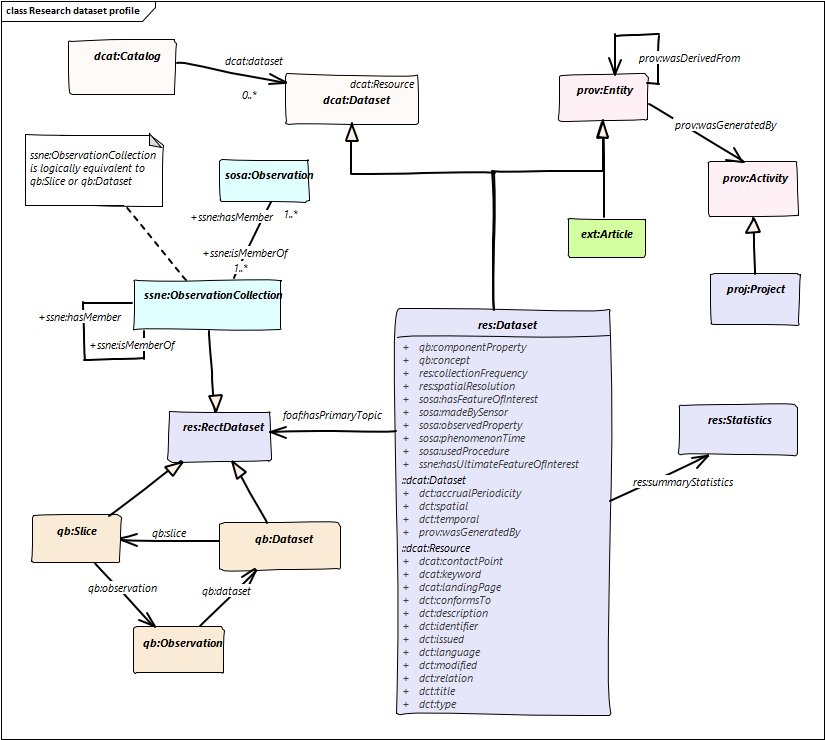 class Research dataset profile
dcat:Catalog
dcat:dataset
0..*
dcat:Resource
dcat:Dataset
prov:Entity
prov:wasDerivedFrom
prov:wasGeneratedBy
prov:Activity
ssne:ObservationCollection
is logically equivalent to
qb:Slice or qb:Dataset
sosa:Observation
+ssne:hasMember
1..*
+ssne:isMemberOf
1..*
ext:Article
proj:Project
ssne:ObservationCollection
+ssne:hasMember
+ssne:isMemberOf
res:RectDataset
foaf:hasPrimaryTopic
res:Dataset
+ qb:componentProperty
+ qb:concept
+ res:collectionFrequency
+ res:spatialResolution
+ sosa:hasFeatureOfInterest
+ sosa:madeBySensor
+ sosa:observedProperty
+ sosa:phenomenonTime
+ sosa:usedProcedure
+ ssne:hasUltimateFeatureOfInterest
::dcat:Dataset
+ dct:accrualPeriodicity
+ dct:spatial
+ dct:temporal
+ prov:wasGeneratedBy
::dcat:Resource
+ dcat:contactPoint
+ dcat:keyword
+ dcat:landingPage
+ dct:conformsTo
+ dct:description
+ dct:identifier
+ dct:issued
+ dct:language
+ dct:modified
+ dct:relation
+ dct:title
+ dct:type
res:Statistics
res:summaryStatistics
qb:Slice
qb:slice
qb:Dataset
qb:observation
qb:dataset
qb:Observation